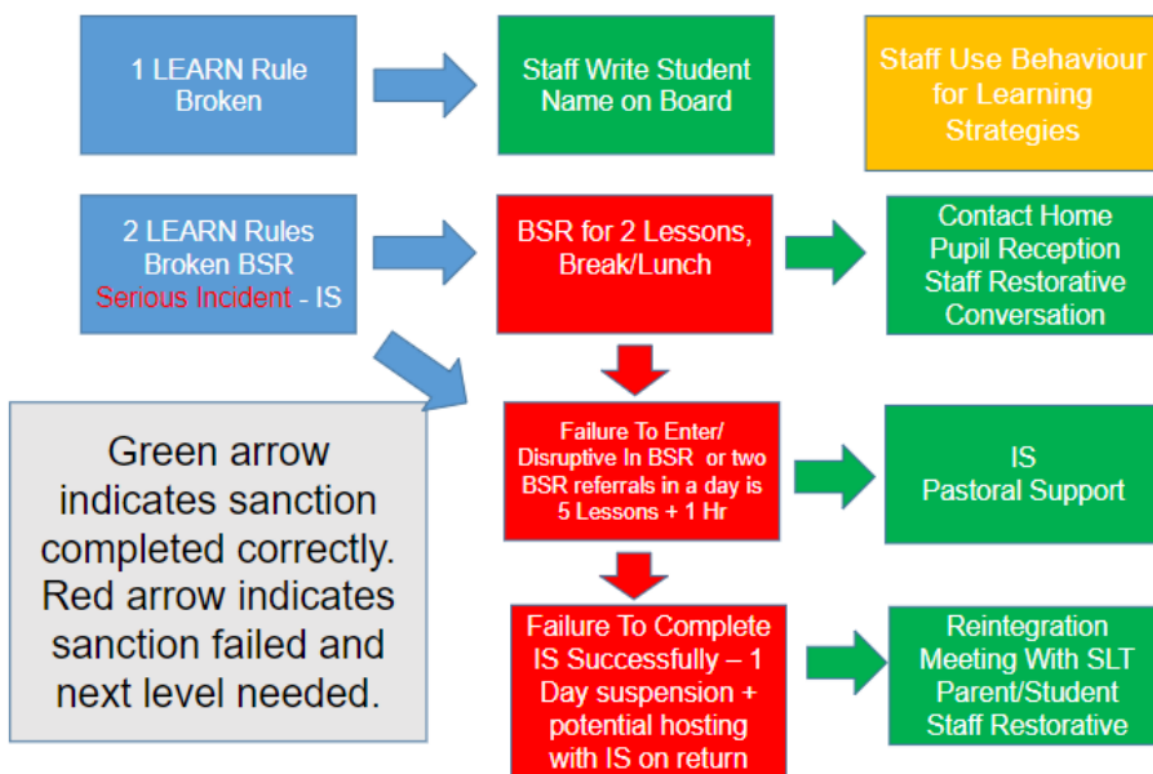 1 LEARN Rule
Broken
Staff Write Student
Name on Board
Staff Use Behaviour
for Learning
Strategies
2 LEARN Rules
Broken BSR
Serious Incident - IS
BSR for 2 Lessons,
Break/Lunch
Contact Home
Pupil Reception
Staff Restorative
Conversation
Green arrow
indicates sanction
completed correctly.
Red arrow indicates
sanction failed and
next level needed.
Failure To Enter/
Disruptive In BSR or two
BSR referrals in a day is
5 Lessons + 1 Hr
IS
Pastoral Support
Failure To Complete
IS Successfully – 1
Day suspension +
potential hosting
with IS on return
Reintegration
Meeting With SLT
Parent/Student
Staff Restorative